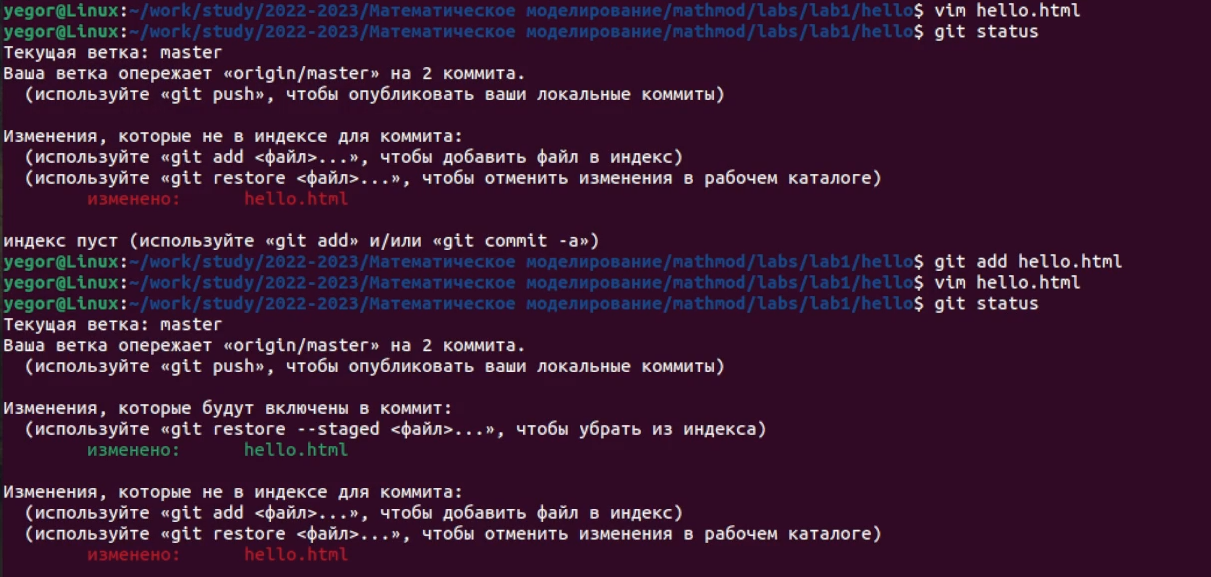 yegor@Linux:~/work/study/2022-2023/Математическое моделирование/mathmod/labs/lab1/hello$ vim hello.html
yegor@Linux:~/work/study/2022-2023/Математическое моделирование/mathmod/labs/lab1/hello$ git status
Текущая ветка: master
Ваша ветка опережает «origin/master» на 2 коммита.
  (используйте «git push», чтобы опубликовать ваши локальные коммиты)

Изменения, которые не в индексе для коммита:
  (используйте «git add <файл>...», чтобы добавить файл в индекс)
  (используйте «git restore <файл>...», чтобы отменить изменения в рабочем каталоге)
        изменено:      hello.html

индекс пуст (используйте «git add» и/или «git commit -a»)
yegor@Linux:~/work/study/2022-2023/Математическое моделирование/mathmod/labs/lab1/hello$ git add hello.html
yegor@Linux:~/work/study/2022-2023/Математическое моделирование/mathmod/labs/lab1/hello$ vim hello.html
yegor@Linux:~/work/study/2022-2023/Математическое моделирование/mathmod/labs/lab1/hello$ git status
Текущая ветка: master
Ваша ветка опережает «origin/master» на 2 коммита.
  (используйте «git push», чтобы опубликовать ваши локальные коммиты)

Изменения, которые будут включены в коммит:
  (используйте «git restore --staged <файл>...», чтобы убрать из индекса)
        изменено:      hello.html

Изменения, которые не в индексе для коммита:
  (используйте «git add <файл>...», чтобы добавить файл в индекс)
  (используйте «git restore <файл>...», чтобы отменить изменения в рабочем каталоге)
        изменено:      hello.html